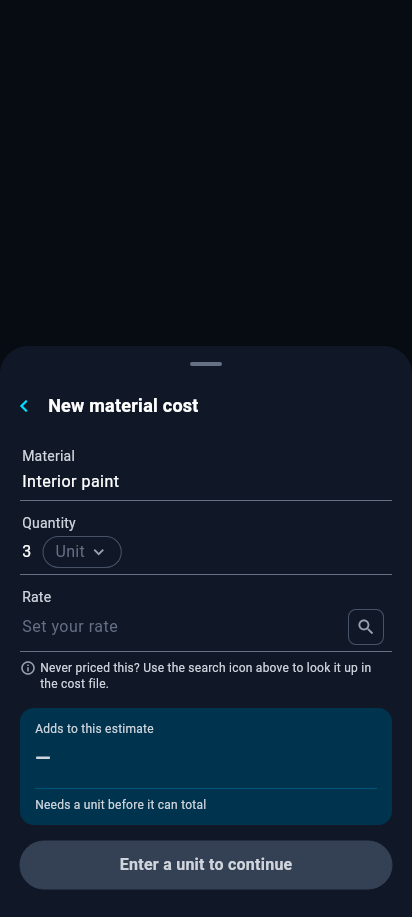 New material cost
Material
Interior paint
Quantity
3 Unit
Rate
Set your rate
Never priced this? Use the search icon above to look it up in
the cost file.
Adds to this estimate
—
Needs a unit before it can total
Enter a unit to continue